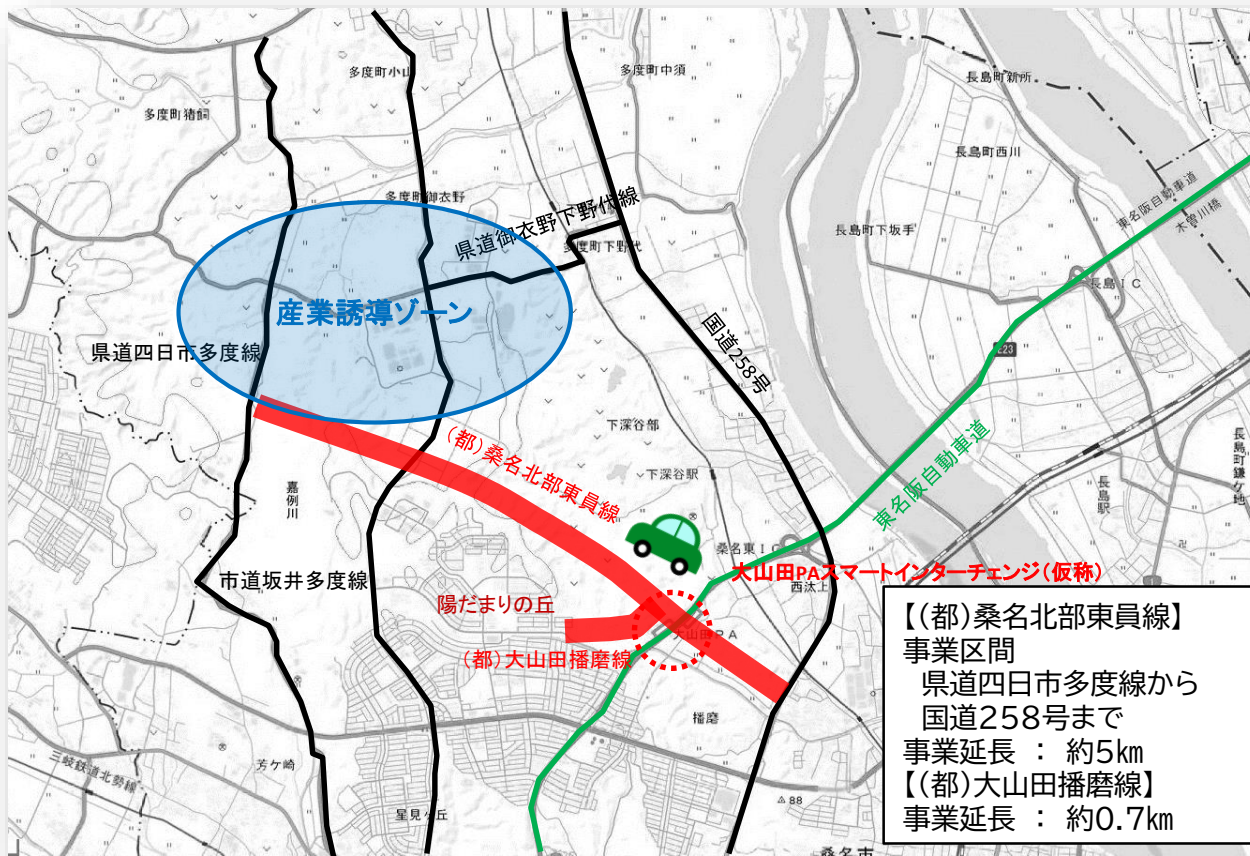 多度町小山
多度町中須
長島町新所
多度町猪飼
長島町西川
東名阪自動車道
木曽川橋
多度町御衣野
県道御衣野下野代線
多度町下野代
長島町下坂手
長島IC
産業誘導ゾーン
国道258号
県道四日市多度線
E23
下深谷部
(都)桑名北部東員線
下深谷駅
東名阪自動車道
長島町鎌ケ地
長島駅
嘉例川
桑名東IC
大山田PAスマートインターチェンジ(仮称)
西汰上
市道坂井多度線
陽だまりの丘
大山田PA
(都)大山田播磨線
播磨
三岐鉄道北勢線
芳ケ崎
星見ヶ丘
88
桑名市
【(都)桑名北部東員線】
事業区間
県道四日市多度線から
国道258号まで
事業延長 : 約5km
【(都)大山田播磨線】
事業延長 : 約0.7km